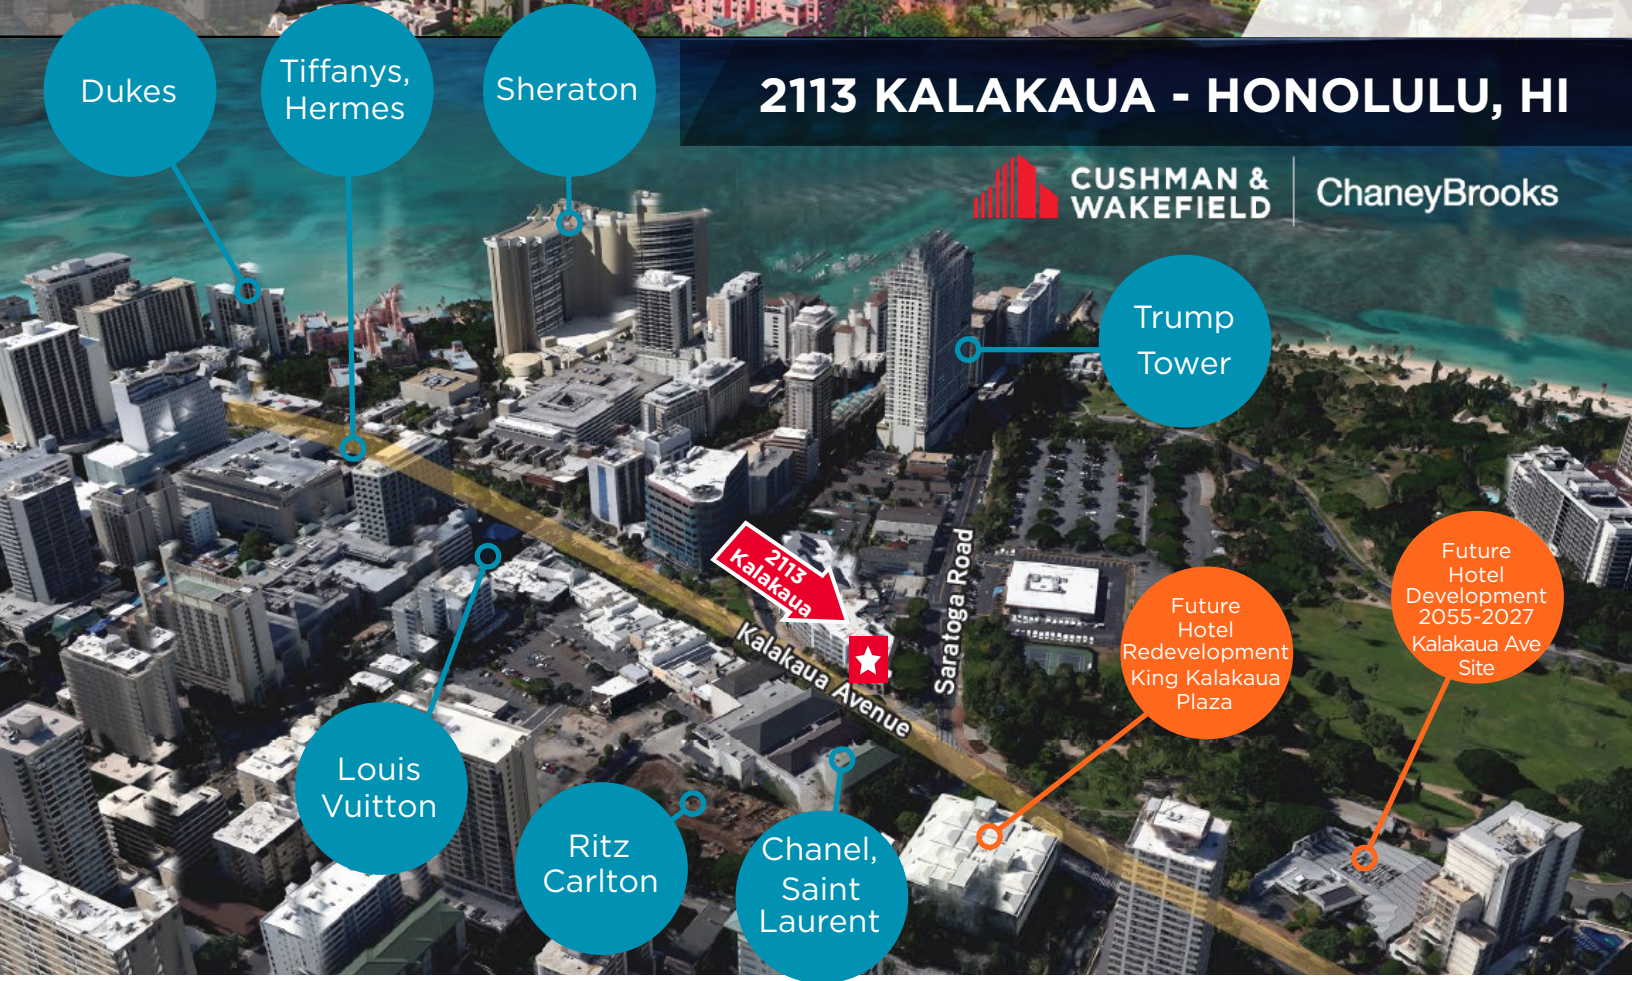 Dukes
Tiffanys,
Hermes
Sheraton
2113 KALAKAUA - HONOLULU, HI
CUSHMAN &
WAKEFIELD
ChaneyBrooks
Trump
Tower
2113
Kalakaua
Kalakaua Avenue
Saratoga Road
Future
Hotel
Redevelopment
King Kalakaua
Plaza
Future
Hotel
Development
2055-2027
Kalakaua Ave
Site
Louis
Vuitton
Ritz
Carlton
Chanel,
Saint
Laurent